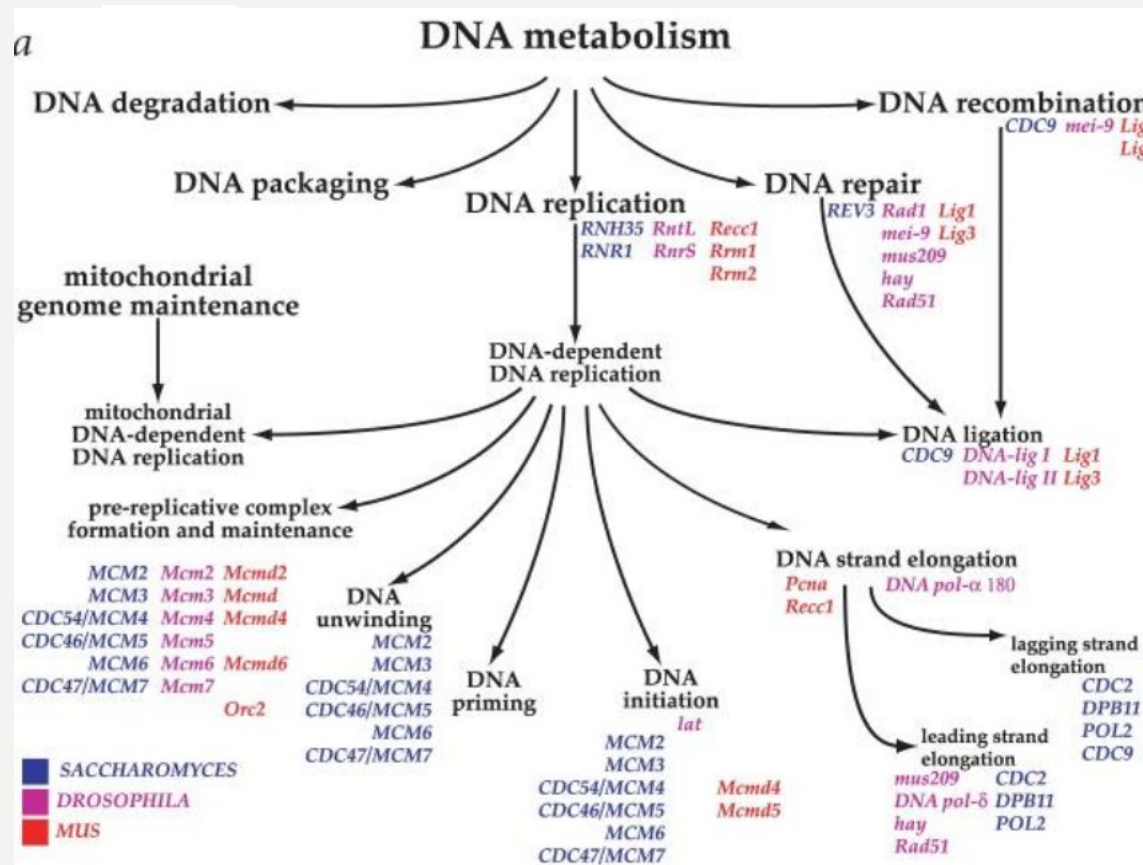 a
DNA metabolism
DNA degradation
DNA recombination
CDC9 mei-9 Lig
Lig
DNA packaging
DNA replication
RNH35 RntL Recc1
RNR1 RnrS Rrm1
Rrm2
DNA repair
REV3 Rad1 Lig1
mei-9 Lig3
mus209
hay
Rad51
mitochondrial
genome maintenance
DNA-dependent
DNA replication
mitochondrial
DNA-dependent
DNA replication
DNA ligation
CDC9 DNA-lig I Lig1
DNA-lig II Lig3
pre-replicative complex
formation and maintenance
MCM2 Mcm2 Mcmd2
MCM3 Mcm3 Mcmd
CDC54/MCM4 Mcm4 Mcmd4
CDC46/MCM5 Mcm5
MCM6 Mcm6 Mcmd6
CDC47/MCM7 Mcm7
Orc2
DNA
unwinding
MCM2
MCM3
CDC54/MCM4
CDC46/MCM5
MCM6
CDC47/MCM7
DNA
priming
DNA
initiation
lat
MCM2
MCM3
CDC54/MCM4 Mcmd4
CDC46/MCM5 Mcmd5
MCM6
CDC47/MCM7
DNA strand elongation
Pcna DNA pol-α 180
Recc1
lagging strand
elongation
CDC2
DPB11
POL2
CDC9
leading strand
elongation
mus209 CDC2
DNA pol-δ DPB11
hay POL2
Rad51
SACCHAROMYCES
DROSOPHILA
MUS